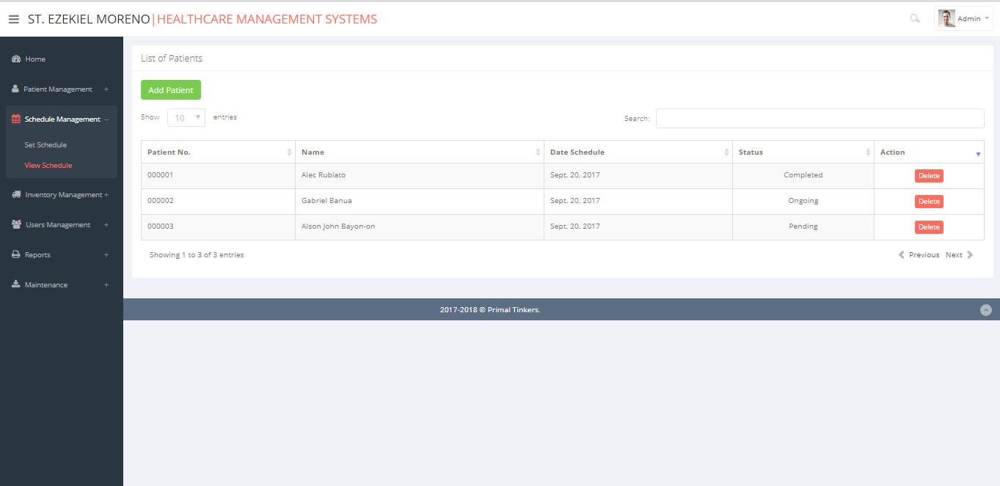 ST. EZEKIEL MORENO|HEALTHCARE MANAGEMENT SYSTEMS
Admin
Home
Patient Management +
Schedule Management –
Set Schedule
View Schedule
Inventory Management +
Users Management +
Reports +
Maintenance +
List of Patients
Add Patient
Show 10 entries
Search:
Patient No. Name Date Schedule Status Action
000001 Alec Rubiato Sept. 20, 2017 Completed Delete
000002 Gabriel Banua Sept. 20, 2017 Ongoing Delete
000003 Alson John Bayon-on Sept. 20, 2017 Pending Delete
Showing 1 to 3 of 3 entries
Previous Next
2017-2018 © Primal Tinkers.